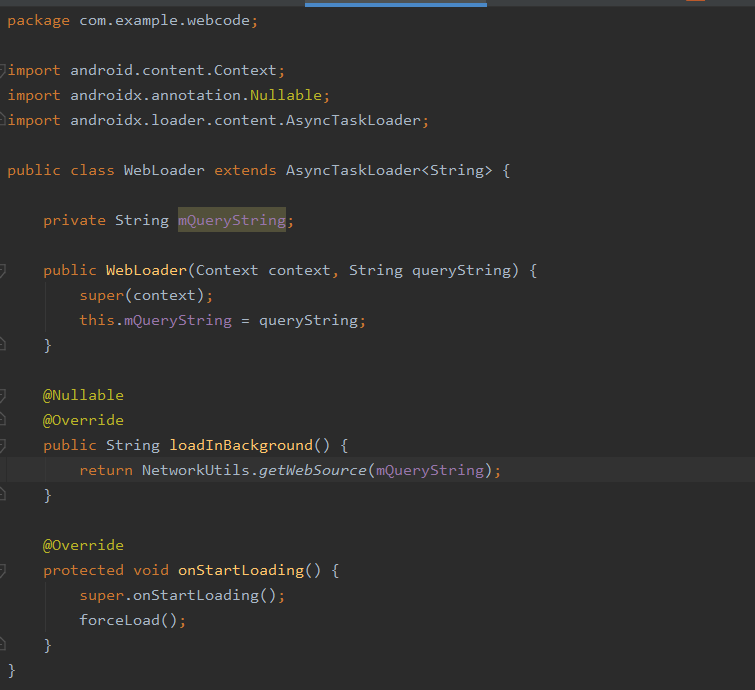 package com.example.webcode;
import android.content.Context;
import androidx.annotation.Nullable;
import androidx.loader.content.AsyncTaskLoader;
public class WebLoader extends AsyncTaskLoader<String> {
private String mQueryString;
public WebLoader(Context context, String queryString) {
super(context);
this.mQueryString = queryString;
}
@Nullable
@Override
public String loadInBackground() {
return NetworkUtils.getWebSource(mQueryString);
}
@Override
protected void onStartLoading() {
super.onStartLoading();
forceLoad();
}
}